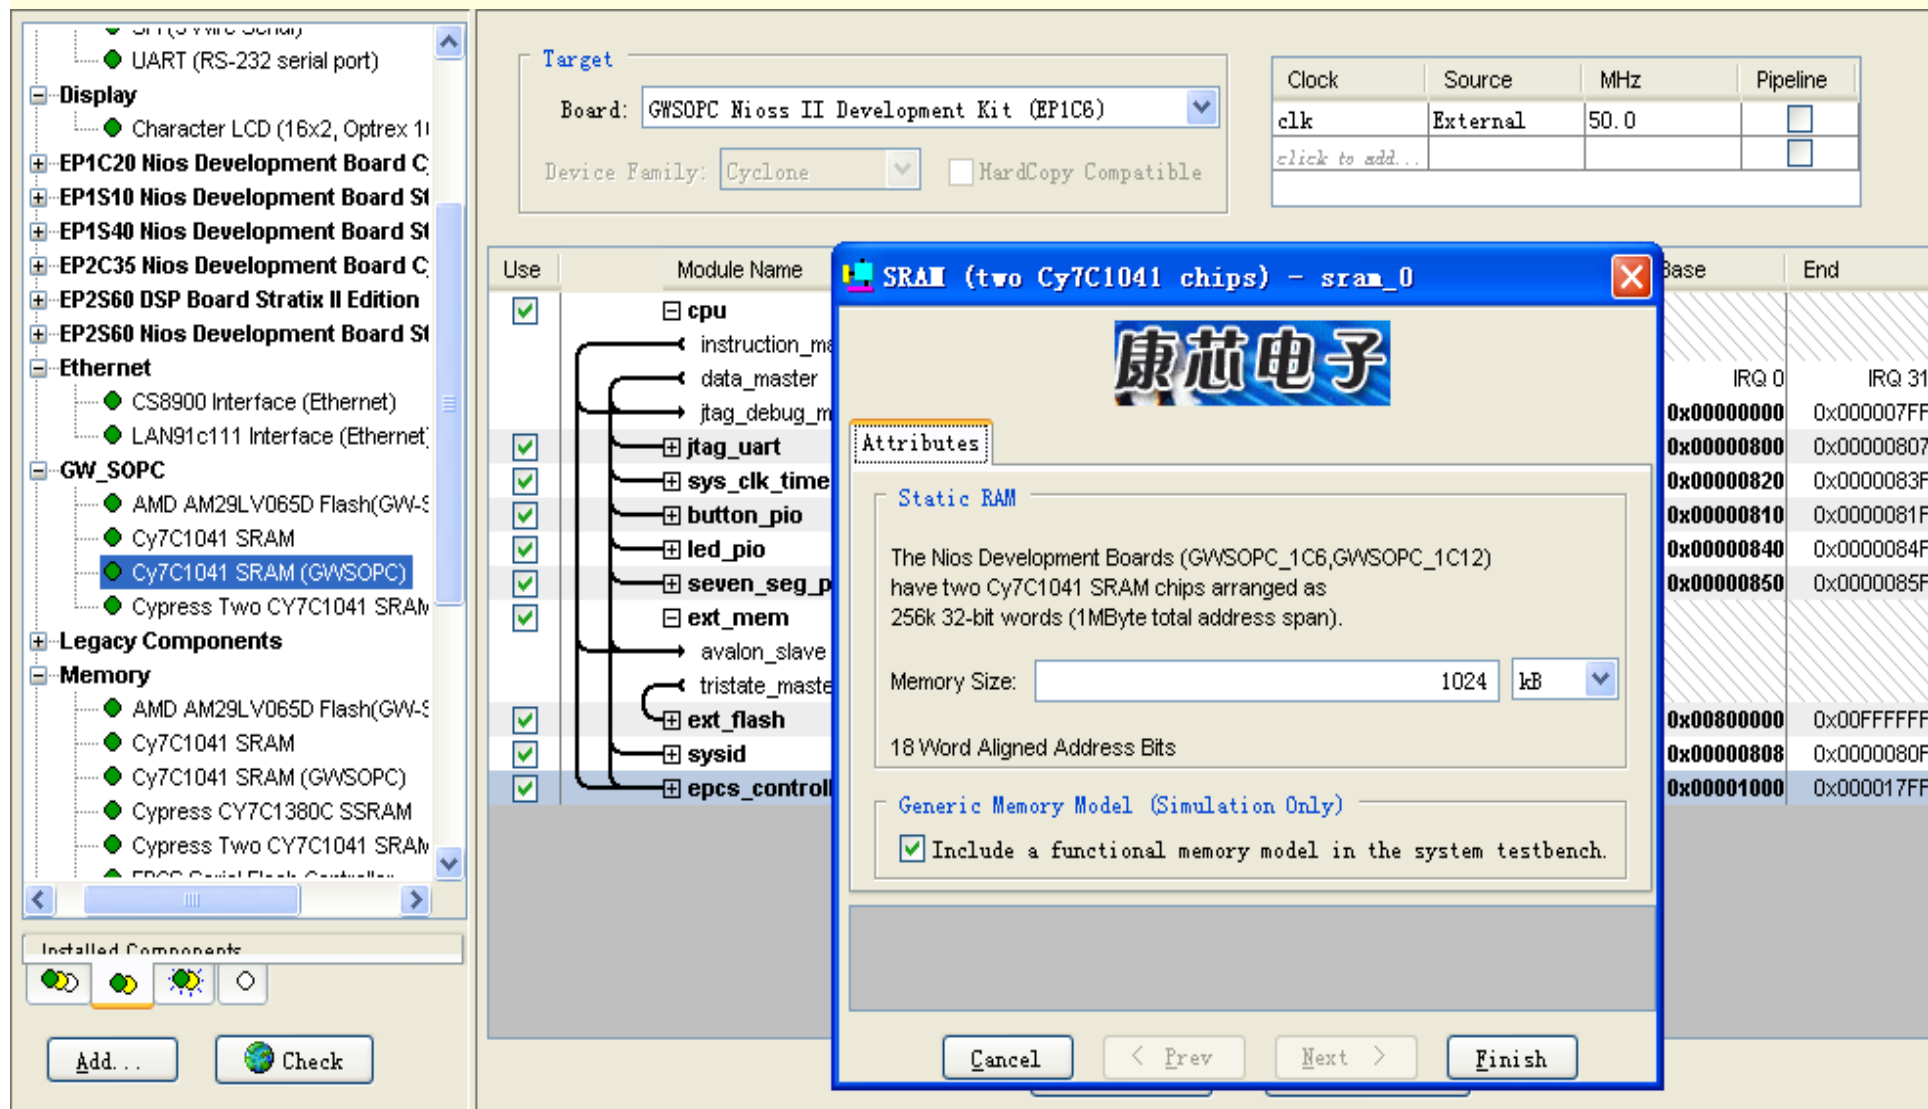 UART (RS-232 serial port)
Display
Character LCD (16x2, Optrex 1
EP1C20 Nios Development Board C
EP1S10 Nios Development Board St
EP1S40 Nios Development Board St
EP2C35 Nios Development Board C
EP2S60 DSP Board Stratix II Edition
EP2S60 Nios Development Board St
Ethernet
CS8900 Interface (Ethernet)
LAN91c111 Interface (Ethernet)
GW_SOPC
AMD AM29LV065D Flash(GW-S
Cy7C1041 SRAM
Cy7C1041 SRAM (GWSOPC)
Cypress Two CY7C1041 SRAM
Legacy Components
Memory
AMD AM29LV065D Flash(GW-S
Cy7C1041 SRAM
Cy7C1041 SRAM (GWSOPC)
Cypress CY7C1380C SSRAM
Cypress Two CY7C1041 SRAM
EPCS Serial Flash Controller
Installed Components
Add... Check
Target
Board: GWSOPC Nioss II Development Kit (EP1C6)
Device Family: Cyclone HardCopy Compatible
Clock Source MHz Pipeline
clk External 50.0
click to add...
Use Module Name Base End
cpu
instruction_ma
data_master IRQ 0 IRQ 31
jtag_debug_m 0x00000000 0x000007FF
jtag_uart 0x00000800 0x00000807
sys_clk_time 0x00000820 0x0000083F
button_pio 0x00000810 0x0000081F
led_pio 0x00000840 0x0000084F
seven_seg_p 0x00000850 0x0000085F
ext_mem
avalon_slave
tristate_maste
ext_flash 0x00800000 0x00FFFFFF
sysid 0x00000808 0x0000080F
epcs_controll 0x00001000 0x000017FF
SRAM (two Cy7C1041 chips) - sram_0
康芯电子
Attributes
Static RAM
The Nios Development Boards (GWSOPC_1C6,GWSOPC_1C12)
have two Cy7C1041 SRAM chips arranged as
256k 32-bit words (1MByte total address span).
Memory Size: 1024 kB
18 Word Aligned Address Bits
Generic Memory Model (Simulation Only)
Include a functional memory model in the system testbench.
Cancel < Prev Next > Finish